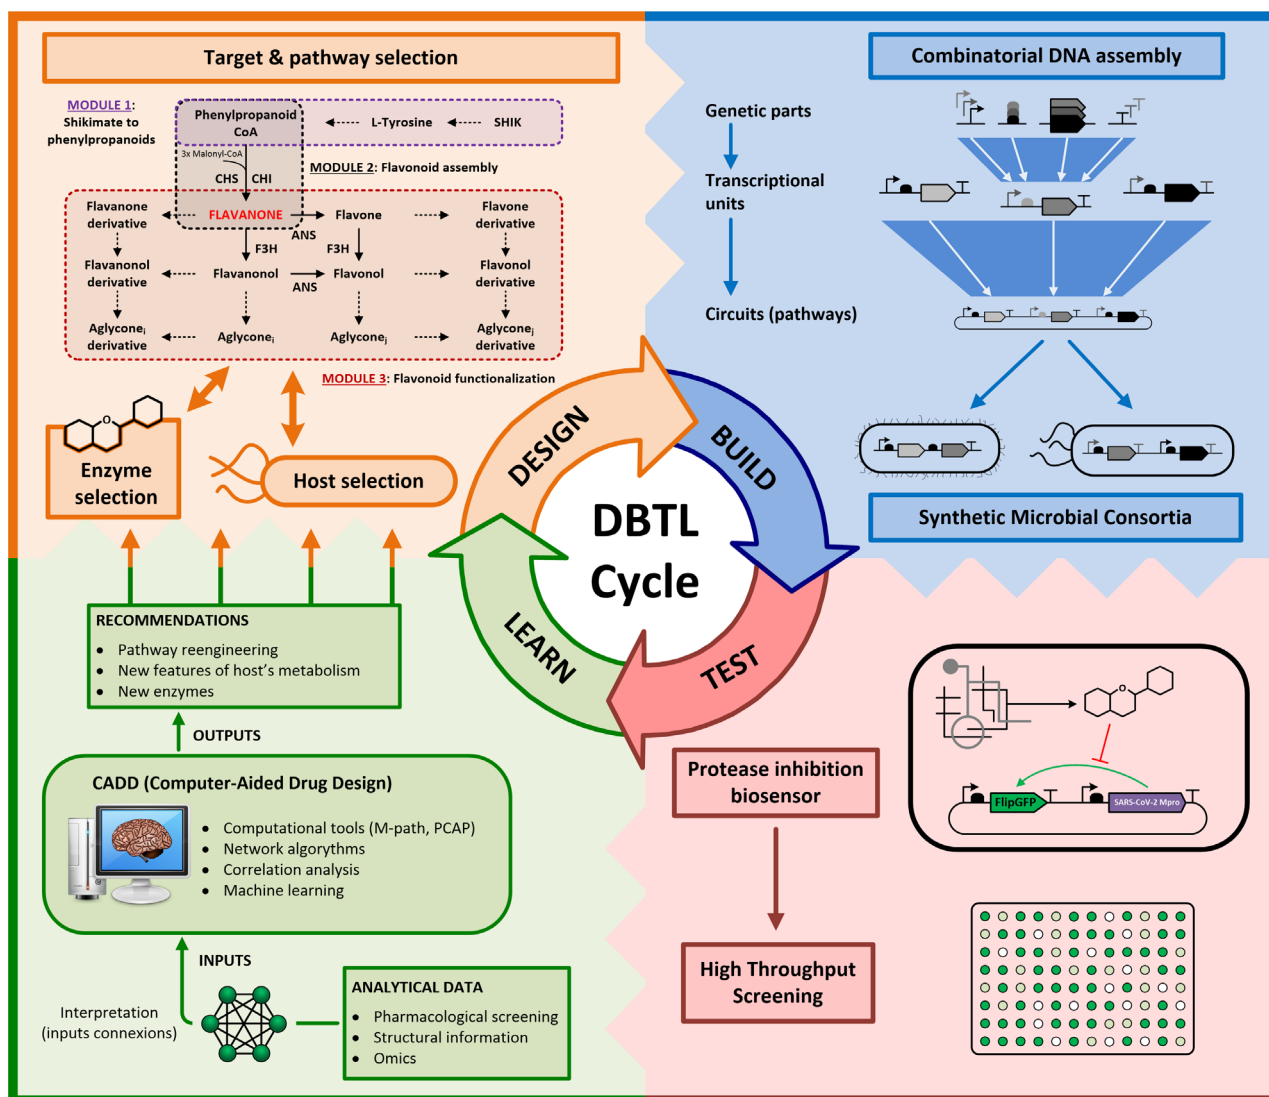 Target & pathway selection
MODULE 1:
Shikimate to
phenylpropanoids
Phenylpropanoid
CoA
L-Tyrosine
SHIK
3x Malonyl-CoA
CHS
CHI
MODULE 2: Flavonoid assembly
Flavanone
derivative
FLAVANONE
Flavone
Flavone
derivative
ANS
F3H
F3H
Flavanonol
derivative
Flavanonol
Flavonol
Flavonol
derivative
ANS
Aglyconei
derivative
Aglyconei
Aglyconej
Aglyconej
derivative
MODULE 3: Flavonoid functionalization
O
Enzyme
selection
Host selection
Combinatorial DNA assembly
Genetic parts
Transcriptional
units
Circuits (pathways)
Synthetic Microbial Consortia
DESIGN
BUILD
TEST
LEARN
DBTL
Cycle
RECOMMENDATIONS
• Pathway reengineering
• New features of host's metabolism
• New enzymes
OUTPUTS
CADD (Computer-Aided Drug Design)
• Computational tools (M-path, PCAP)
• Network algorythms
• Correlation analysis
• Machine learning
INPUTS
Interpretation
(inputs connexions)
ANALYTICAL DATA
• Pharmacological screening
• Structural information
• Omics
Protease inhibition
biosensor
High Throughput
Screening
O
FlipGFP
SARS-CoV-2 Mpro